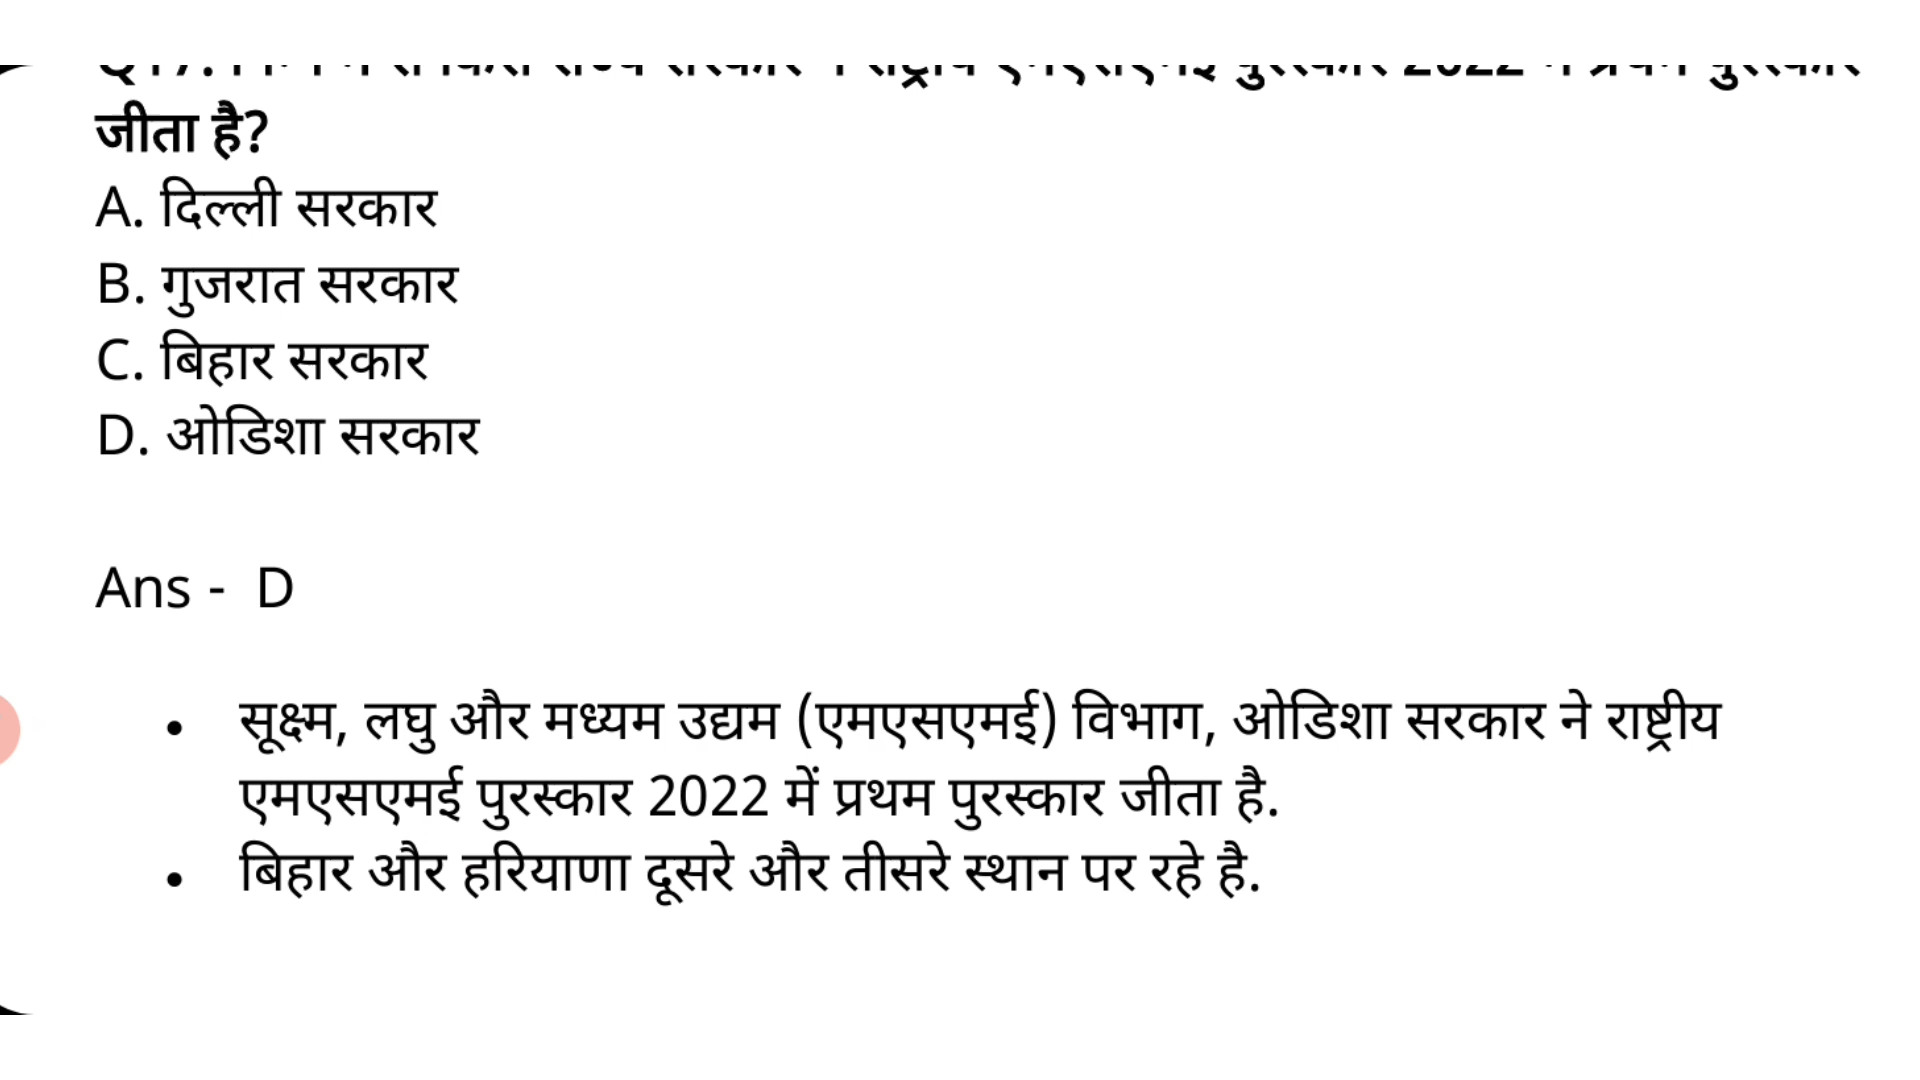 जीता है?
A. दिल्ली सरकार
B. गुजरात सरकार
C. बिहार सरकार
D. ओडिशा सरकार
Ans - D
• सूक्ष्म, लघु और मध्यम उद्यम (एमएसएमई) विभाग, ओडिशा सरकार ने राष्ट्रीय
एमएसएमई पुरस्कार 2022 में प्रथम पुरस्कार जीता है.
• बिहार और हरियाणा दूसरे और तीसरे स्थान पर रहे है.